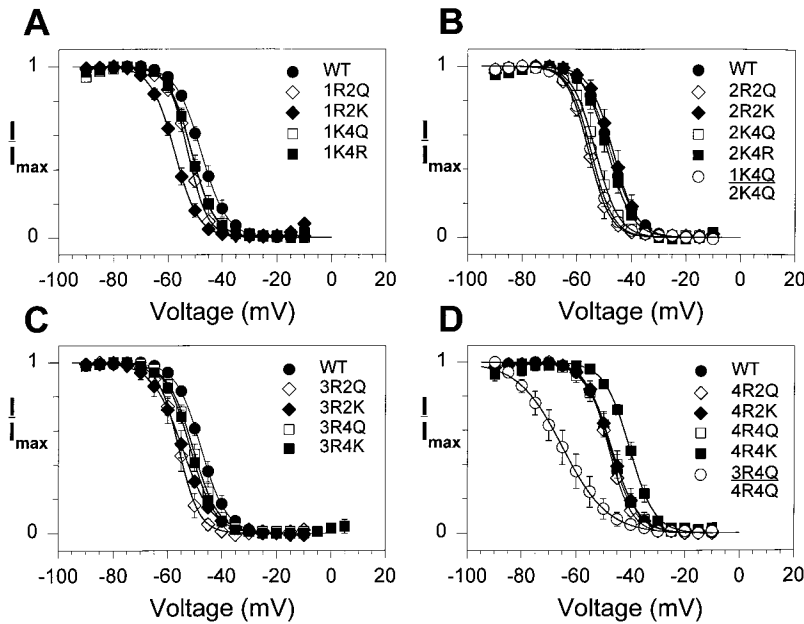 A
1
I
Imax
0
WT
1R2Q
1R2K
1K4Q
1K4R
-100 -80 -60 -40 -20 0 20
Voltage (mV)
B
1
I
Imax
0
WT
2R2Q
2R2K
2K4Q
2K4R
1K4Q
2K4Q
-100 -80 -60 -40 -20 0 20
Voltage (mV)
C
1
I
Imax
0
WT
3R2Q
3R2K
3R4Q
3R4K
-100 -80 -60 -40 -20 0 20
Voltage (mV)
D
1
I
Imax
0
WT
4R2Q
4R2K
4R4Q
4R4K
3R4Q
4R4Q
-100 -80 -60 -40 -20 0 20
Voltage (mV)